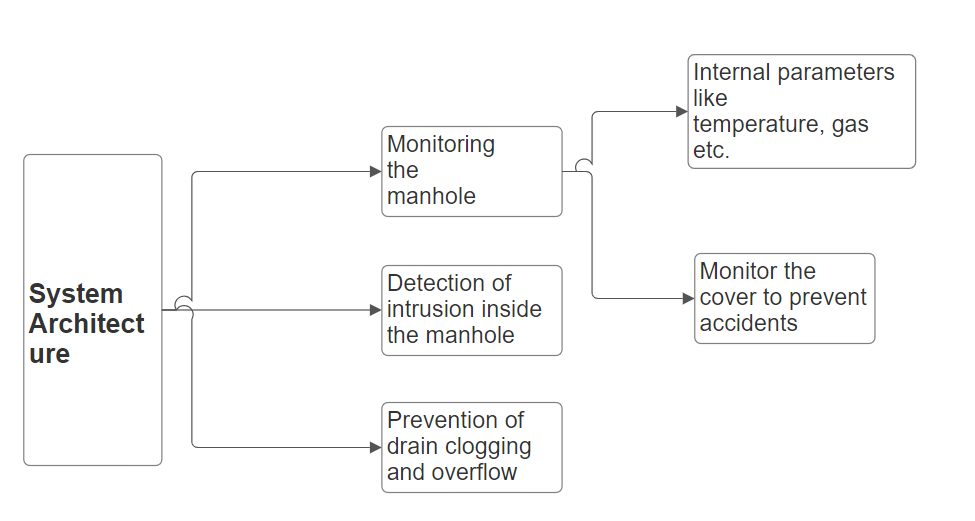 System
Architect
ure
Monitoring
the
manhole
Detection of
intrusion inside
the manhole
Prevention of
drain clogging
and overflow
Internal parameters
like
temperature, gas
etc.
Monitor the
cover to prevent
accidents